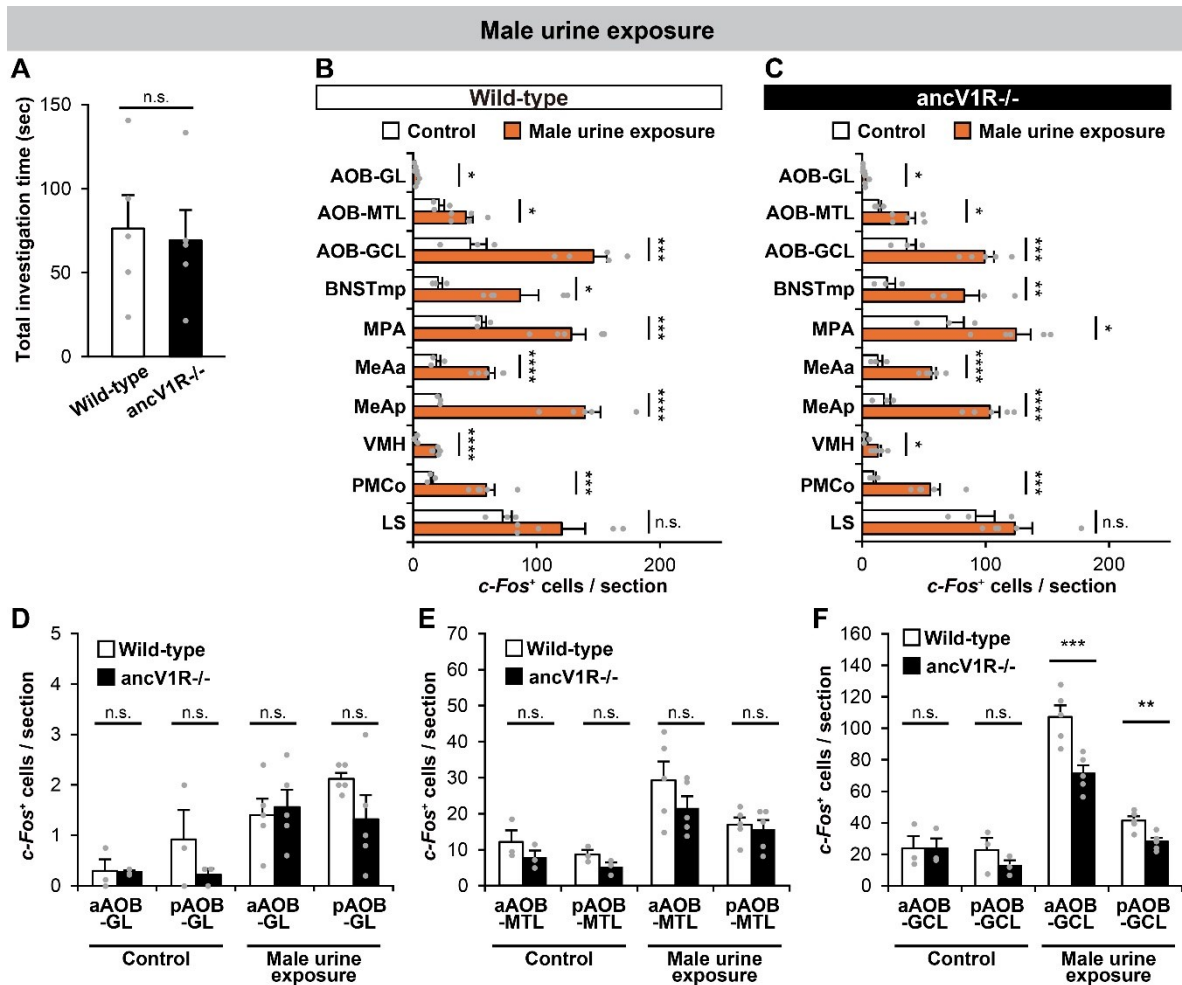 Male urine exposure
A
n.s.
Total investigation time (sec)
150
100
50
0
Wild-type
ancV1R-/-
B
Wild-type
Control
Male urine exposure
AOB-GL
*
AOB-MTL
*
AOB-GCL
***
BNSTmp
*
MPA
***
MeAa
****
MeAp
****
VMH
****
PMCo
***
LS
n.s.
0
100
200
c-Fos⁺ cells / section
C
ancV1R-/-
Control
Male urine exposure
AOB-GL
*
AOB-MTL
*
AOB-GCL
***
BNSTmp
**
MPA
*
MeAa
****
MeAp
****
VMH
*
PMCo
***
LS
n.s.
0
100
200
c-Fos⁺ cells / section
D
Wild-type
ancV1R-/-
c-Fos⁺ cells / section
5
4
3
2
1
0
n.s.
n.s.
n.s.
n.s.
aAOB
-GL
pAOB
-GL
aAOB
-GL
pAOB
-GL
Control
Male urine
exposure
E
Wild-type
ancV1R-/-
c-Fos⁺ cells / section
70
60
50
40
30
20
10
0
n.s.
n.s.
n.s.
n.s.
aAOB
-MTL
pAOB
-MTL
aAOB
-MTL
pAOB
-MTL
Control
Male urine
exposure
F
Wild-type
ancV1R-/-
c-Fos⁺ cells / section
160
140
120
100
80
60
40
20
0
n.s.
n.s.
***
**
aAOB
-GCL
pAOB
-GCL
aAOB
-GCL
pAOB
-GCL
Control
Male urine
exposure